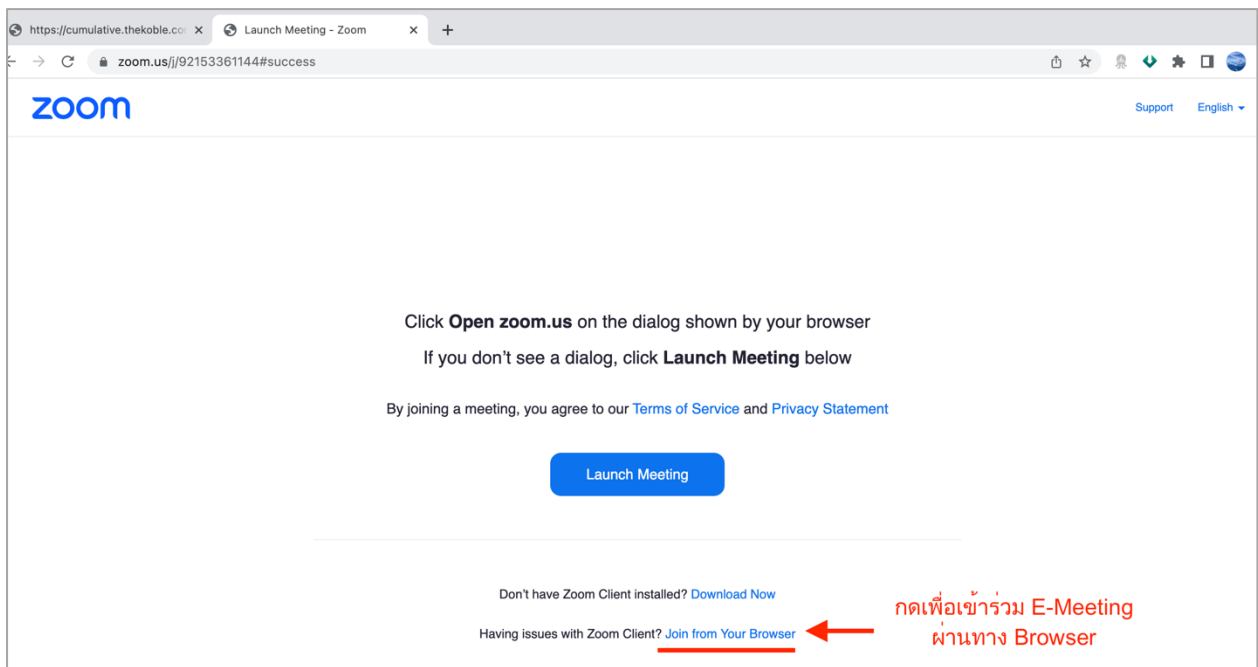 https://cumulative.thekoble.co
Launch Meeting - Zoom
zoom.us/j/92153361144#success
zoom
Support English
Click Open zoom.us on the dialog shown by your browser
If you don't see a dialog, click Launch Meeting below
By joining a meeting, you agree to our Terms of Service and Privacy Statement
Launch Meeting
Don't have Zoom Client installed? Download Now
Having issues with Zoom Client? Join from Your Browser
กดเพื่อเข้าร่วม E-Meeting
ผ่านทาง Browser